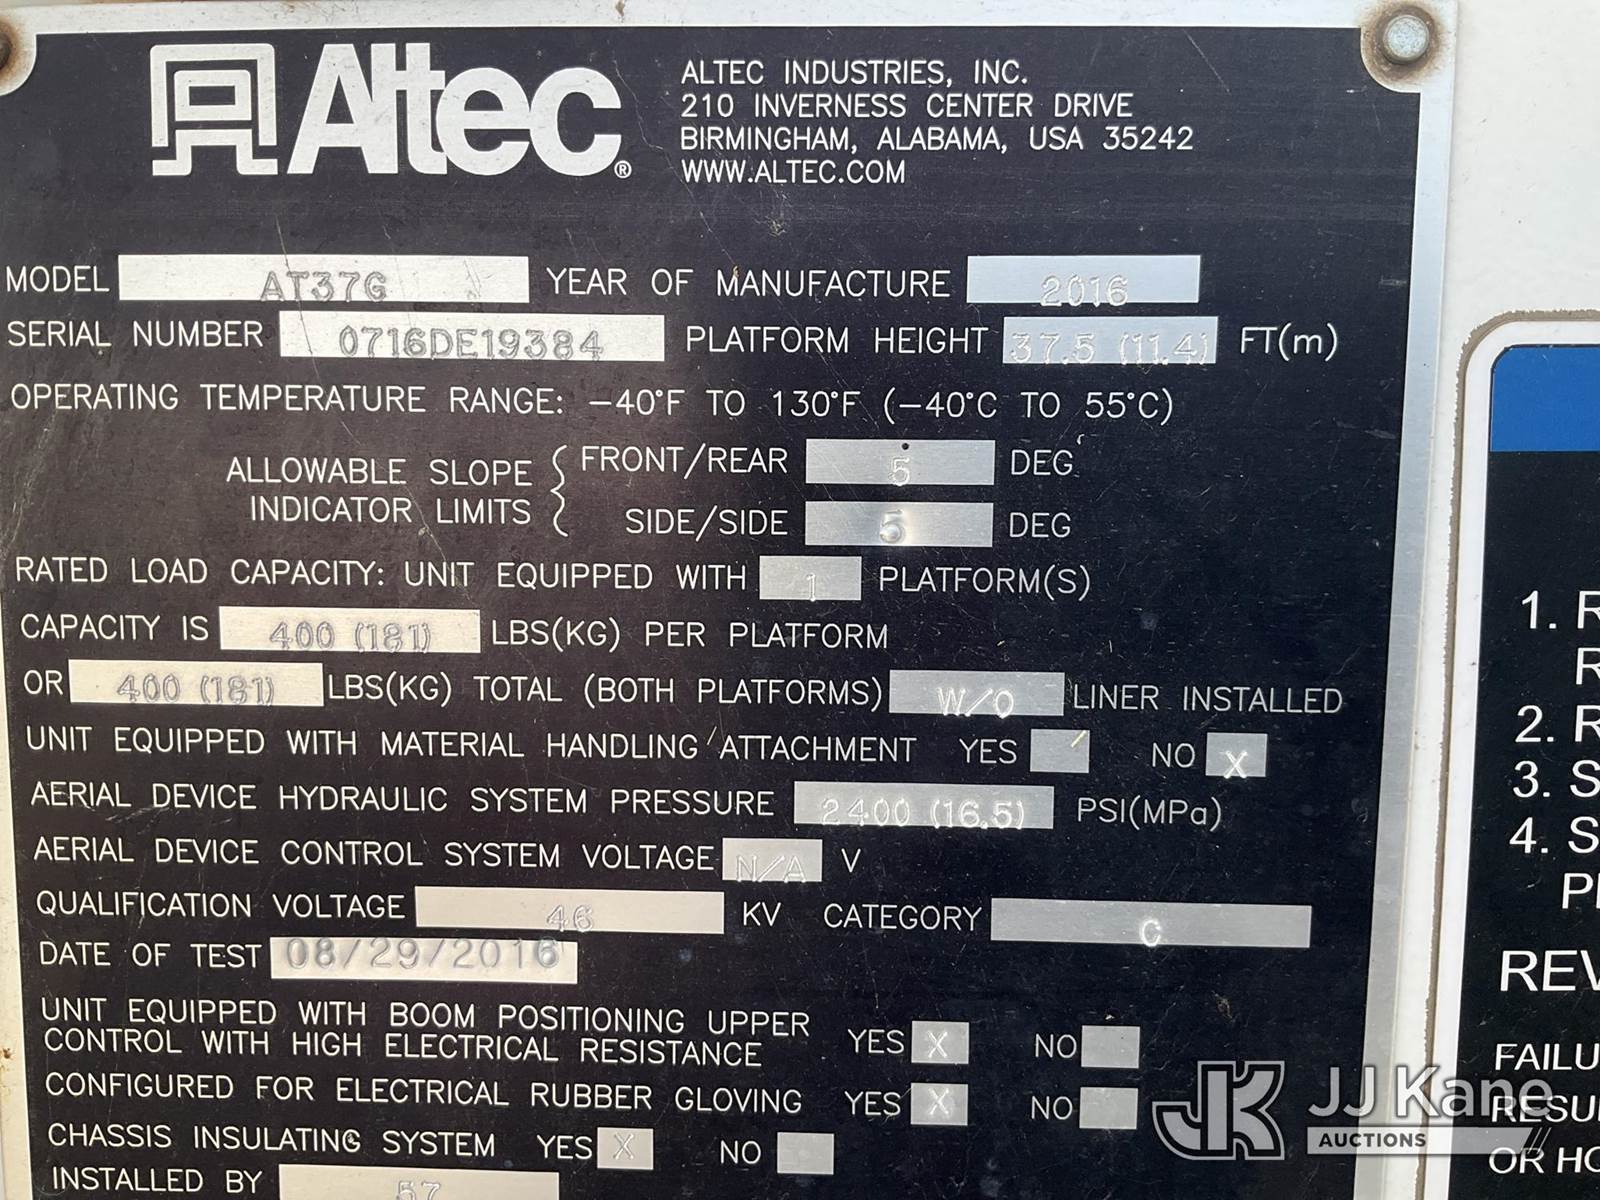 Altec®
ALTEC INDUSTRIES, INC.
210 INVERNESS CENTER DRIVE
BIRMINGHAM, ALABAMA, USA 35242
WWW.ALTEC.COM
MODEL AT37G YEAR OF MANUFACTURE 2016
SERIAL NUMBER 0716DE19384 PLATFORM HEIGHT 37.5 (11.4) FT(m)
OPERATING TEMPERATURE RANGE: -40°F TO 130°F (-40°C TO 55°C)
ALLOWABLE SLOPE INDICATOR LIMITS { FRONT/REAR 5 DEG
SIDE/SIDE 5 DEG
RATED LOAD CAPACITY: UNIT EQUIPPED WITH 1 PLATFORM(S)
CAPACITY IS 400 (181) LBS(KG) PER PLATFORM
OR 400 (181) LBS(KG) TOTAL (BOTH PLATFORMS) W/O LINER INSTALLED
UNIT EQUIPPED WITH MATERIAL HANDLING ATTACHMENT YES NO X
AERIAL DEVICE HYDRAULIC SYSTEM PRESSURE 2400 (16.5) PSI(MPa)
AERIAL DEVICE CONTROL SYSTEM VOLTAGE N/A V
QUALIFICATION VOLTAGE 46 KV CATEGORY C
DATE OF TEST 08/29/2016
UNIT EQUIPPED WITH BOOM POSITIONING UPPER
CONTROL WITH HIGH ELECTRICAL RESISTANCE YES X NO
CONFIGURED FOR ELECTRICAL RUBBER GLOVING YES X NO
CHASSIS INSULATING SYSTEM YES X NO
INSTALLED BY 57
1. R
R
2. R
3. S
4. S
REV
FAILU
RESU
OR HO
JK JJ Kane
AUCTIONS